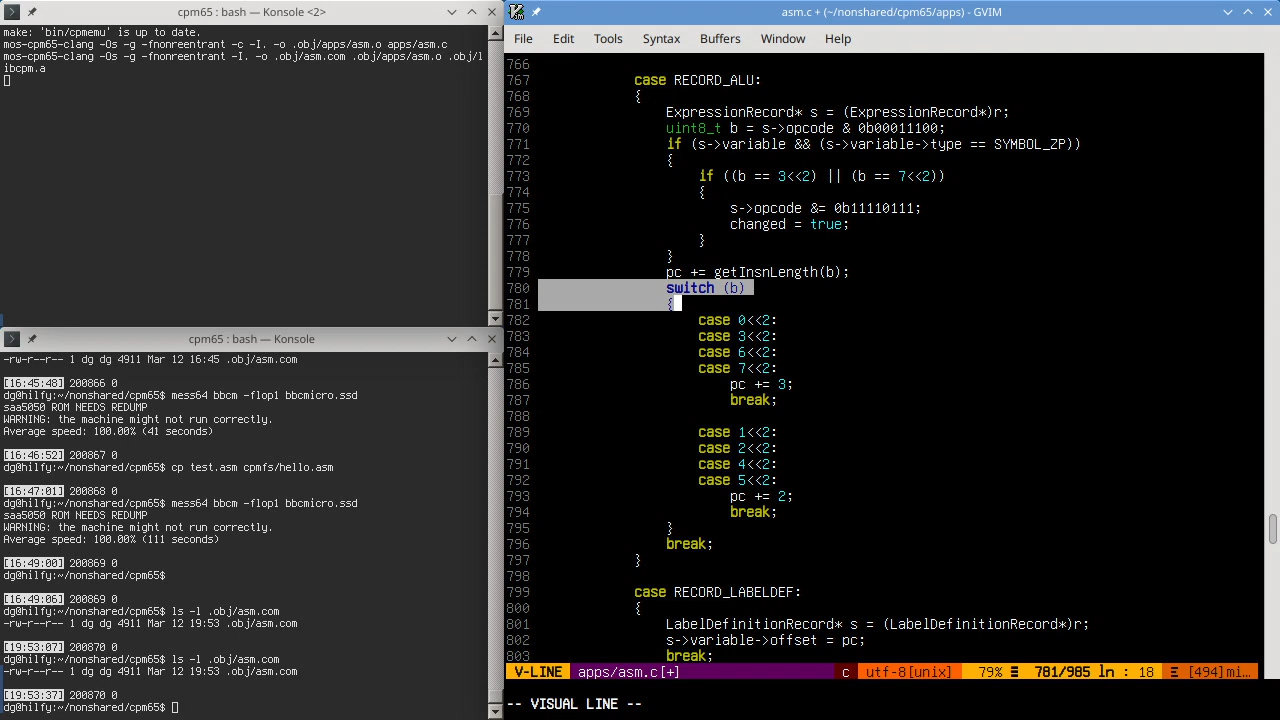 cpm65 : bash — Konsole <2>
make: 'bin/cpmemu' is up to date.
mos-cpm65-clang -Os -g -fnonreentrant -c -I. -o .obj/apps/asm.o apps/asm.c
mos-cpm65-clang -Os -g -fnonreentrant -I. -o .obj/asm.com .obj/apps/asm.o .obj/l
ibcpm.a
cpm65 : bash — Konsole
-rw-r--r-- 1 dg dg 4911 Mar 12 16:45 .obj/asm.com
[16:45:48] 200866 0
dg@hilfy:~/nonshared/cpm65$ mess64 bbcm -flop1 bbcmicro.ssd
saa5050 ROM NEEDS REDUMP
WARNING: the machine might not run correctly.
Average speed: 100.00% (41 seconds)
[16:46:52] 200867 0
dg@hilfy:~/nonshared/cpm65$ cp test.asm cpmfs/hello.asm
[16:47:01] 200868 0
dg@hilfy:~/nonshared/cpm65$ mess64 bbcm -flop1 bbcmicro.ssd
saa5050 ROM NEEDS REDUMP
WARNING: the machine might not run correctly.
Average speed: 100.00% (111 seconds)
[16:49:00] 200869 0
dg@hilfy:~/nonshared/cpm65$
[16:49:06] 200869 0
dg@hilfy:~/nonshared/cpm65$ ls -l .obj/asm.com
-rw-r--r-- 1 dg dg 4911 Mar 12 19:53 .obj/asm.com
[19:53:07] 200869 0
dg@hilfy:~/nonshared/cpm65$ ls -l .obj/asm.com
-rw-r--r-- 1 dg dg 4911 Mar 12 19:53 .obj/asm.com
[19:53:37] 200870 0
dg@hilfy:~/nonshared/cpm65$
asm.c + (~/nonshared/cpm65/apps) - GVIM
File Edit Tools Syntax Buffers Window Help
766
767 case RECORD_ALU:
768 {
769 ExpressionRecord* s = (ExpressionRecord*)r;
770 uint8_t b = s->opcode & 0b00011100;
771 if (s->variable && (s->variable->type == SYMBOL_ZP))
772 {
773 if ((b == 3<<2) || (b == 7<<2))
774 {
775 s->opcode &= 0b11110111;
776 changed = true;
777 }
778 }
779 pc += getInsnLength(b);
780 switch (b)
781 {
782 case 0<<2:
783 case 3<<2:
784 case 6<<2:
785 case 7<<2:
786 pc += 3;
787 break;
788
789 case 1<<2:
790 case 2<<2:
791 case 4<<2:
792 case 5<<2:
793 pc += 2;
794 break;
795 }
796 break;
797 }
798
799 case RECORD_LABELDEF:
800 {
801 LabelDefinitionRecord* s = (LabelDefinitionRecord*)r;
802 s->variable->offset = pc;
803 break;
V-LINE apps/asm.c[+] c utf-8[unix] 79% ☰ 781/985 ln : 18 Ξ [494]mi…
-- VISUAL LINE --